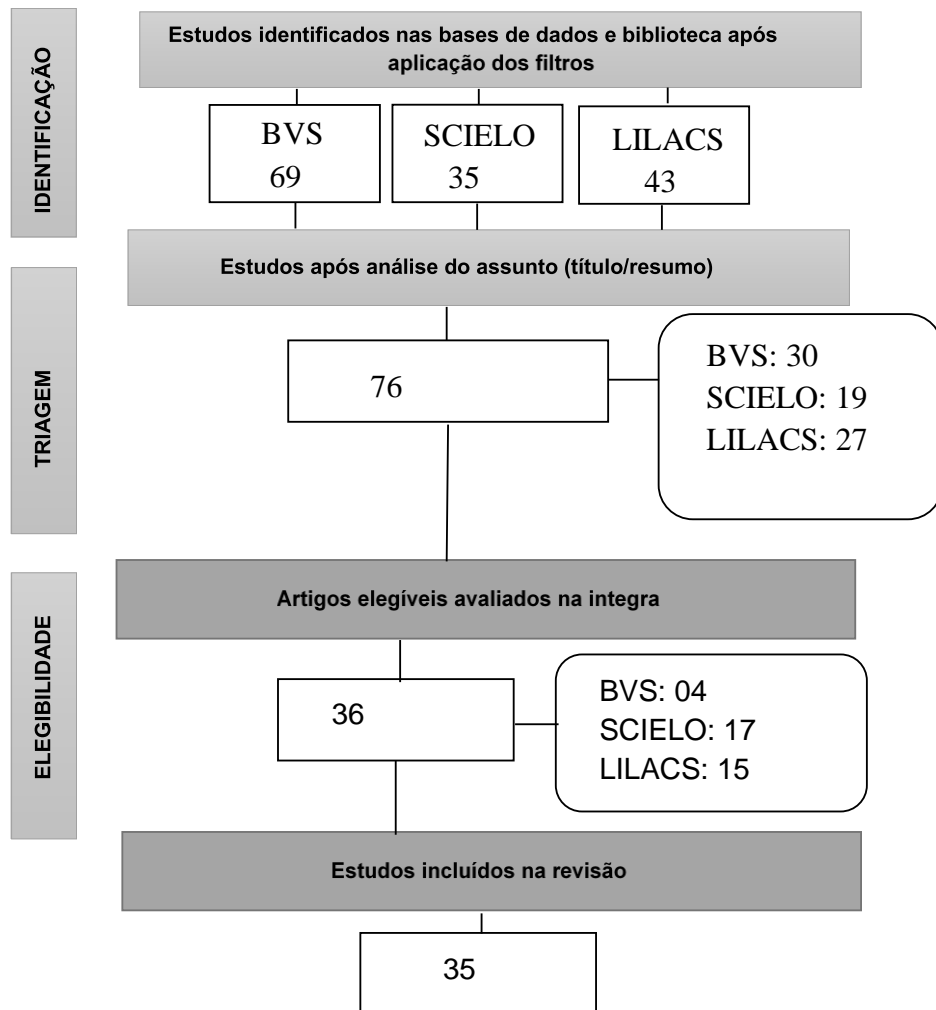 IDENTIFICAÇÃO
Estudos identificados nas bases de dados e biblioteca após
aplicação dos filtros
BVS
69
SCIELO
35
LILACS
43
TRIAGEM
Estudos após análise do assunto (título/resumo)
76
BVS: 30
SCIELO: 19
LILACS: 27
ELEGIBILIDADE
Artigos elegíveis avaliados na integra
36
BVS: 04
SCIELO: 17
LILACS: 15
Estudos incluídos na revisão
35